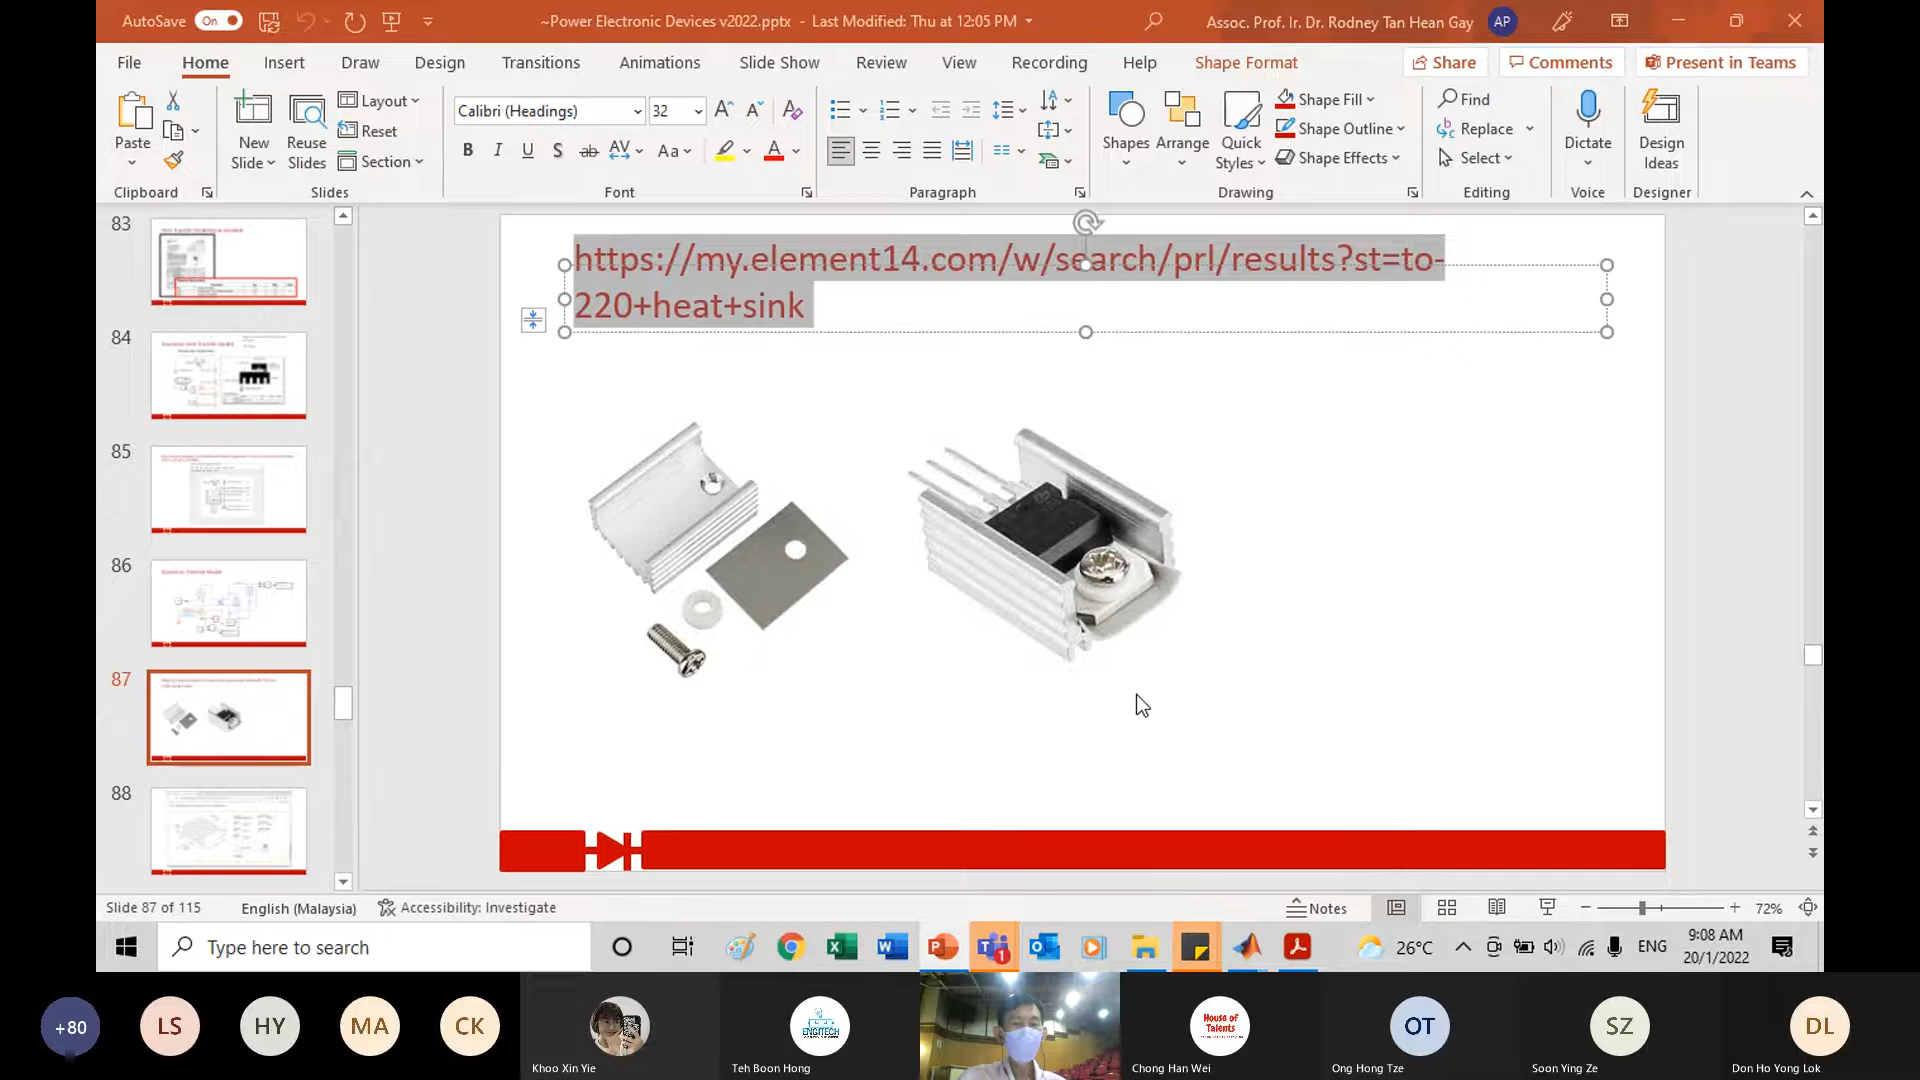 AutoSave On ~Power Electronic Devices v2022.pptx - Last Modified: Thu at 12:05 PM Assoc. Prof. Ir. Dr. Rodney Tan Hean Gay AP
File Home Insert Draw Design Transitions Animations Slide Show Review View Recording Help Shape Format Share Comments Present in Teams
Paste
Clipboard
New Slide
Reuse Slides
Layout
Reset
Section
Slides
Calibri (Headings) 32
B I U S ab AV Aa A
Font
Paragraph
Shapes
Arrange
Quick Styles
Shape Fill
Shape Outline
Shape Effects
Drawing
Find
Replace
Select
Editing
Dictate
Voice
Design Ideas
Designer
83
84
85
86
87
88
https://my.element14.com/w/search/prl/results?st=to-
220+heat+sink
Slide 87 of 115 English (Malaysia) Accessibility: Investigate Notes 72%
Type here to search 26°C ENG 9:08 AM
20/1/2022
+80 LS HY MA CK ENGITECH House of Talents OT SZ DL
Khoo Xin Yie Teh Boon Hong Chong Han Wei Ong Hong Tze Soon Ying Ze Don Ho Yong Lok